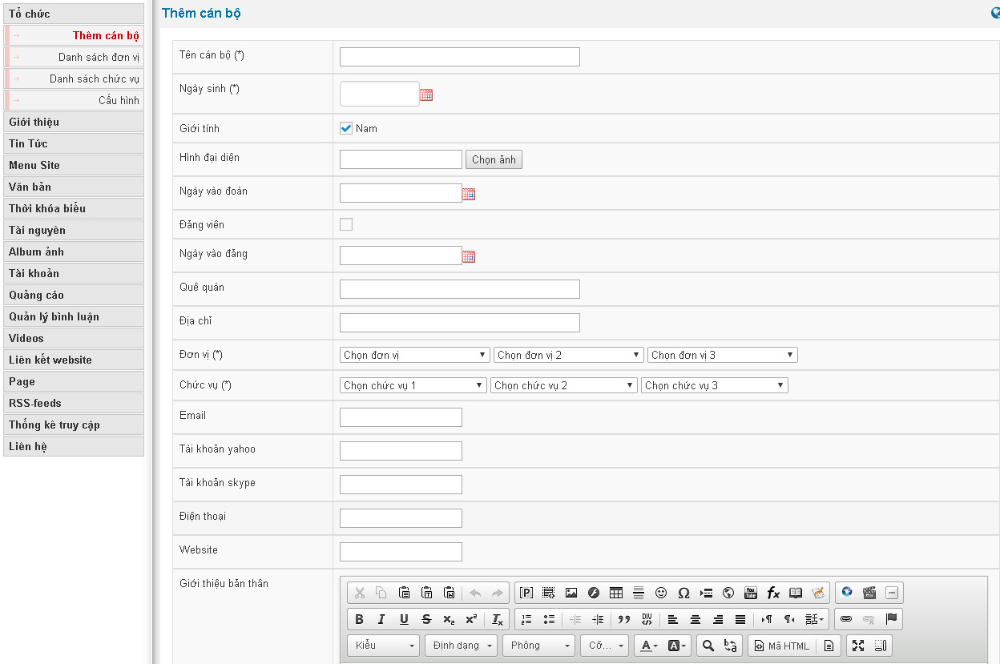 Tổ chức
Thêm cán bộ
Danh sách đơn vị
Danh sách chức vụ
Cấu hình
Giới thiệu
Tin Tức
Menu Site
Văn bản
Thời khóa biểu
Tài nguyên
Album ảnh
Tài khoản
Quảng cáo
Quản lý bình luận
Videos
Liên kết website
Page
RSS-feeds
Thống kê truy cập
Liên hệ
Thêm cán bộ
Tên cán bộ (*)
Ngày sinh (*)
Giới tính Nam
Hình đại diện Chọn ảnh
Ngày vào đoàn
Đảng viên
Ngày vào đảng
Quê quán
Địa chỉ
Đơn vị (*) Chọn đơn vị Chọn đơn vị 2 Chọn đơn vị 3
Chức vụ (*) Chọn chức vụ 1 Chọn chức vụ 2 Chọn chức vụ 3
Email
Tài khoản yahoo
Tài khoản skype
Điện thoại
Website
Giới thiệu bản thân
Kiểu Định dạng Phông Cỡ... Mã HTML